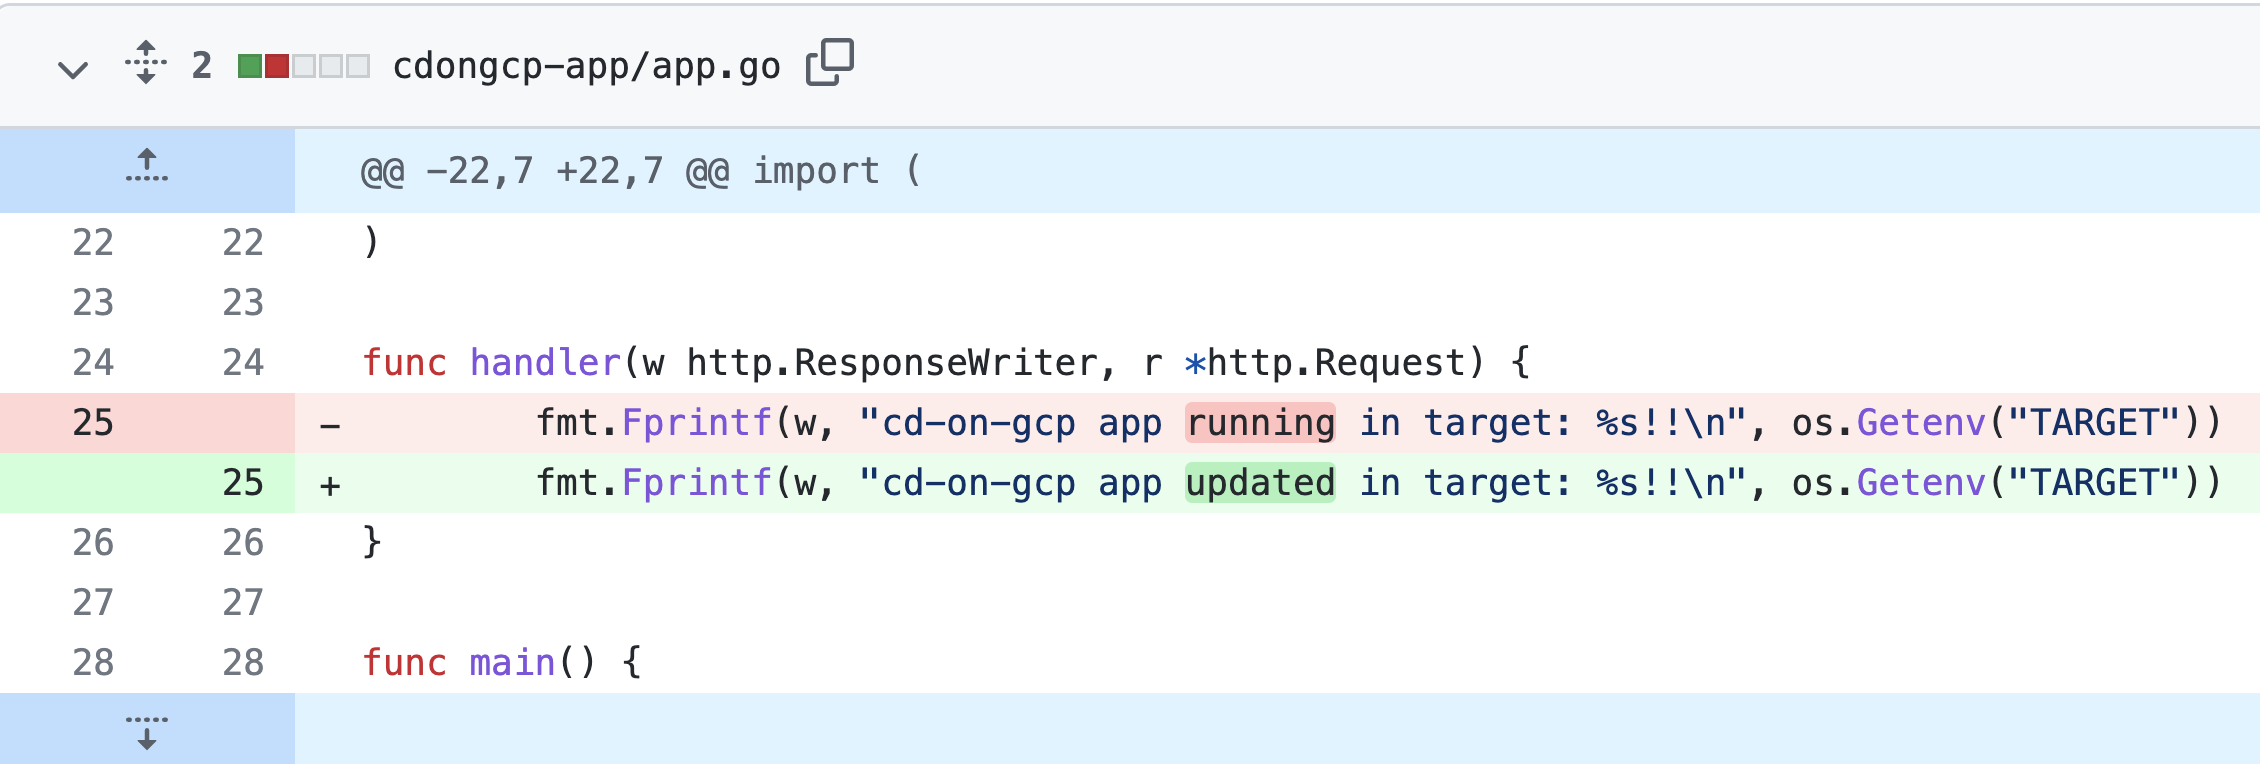 2 cdongcp-app/app.go
@@ -22,7 +22,7 @@ import (
22 22 )
23 23
24 24 func handler(w http.ResponseWriter, r *http.Request) {
25 - fmt.Fprintf(w, "cd-on-gcp app running in target: %s!!\n", os.Getenv("TARGET"))
25 + fmt.Fprintf(w, "cd-on-gcp app updated in target: %s!!\n", os.Getenv("TARGET"))
26 26 }
27 27
28 28 func main() {